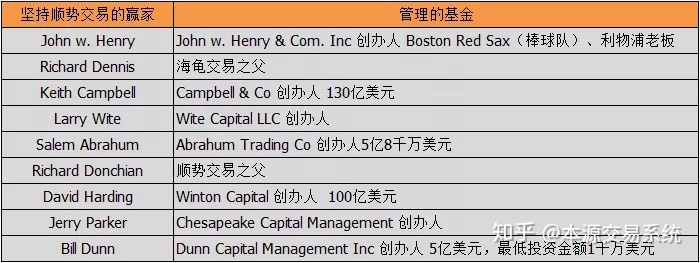 坚持顺势交易的赢家 管理的基金
John w. Henry John w. Henry & Com. Inc 创办人 Boston Red Sax（棒球队）、利物浦老板
Richard Dennis 海龟交易之父
Keith Campbell Campbell & Co 创办人 130亿美元
Larry Wite Wite Capital LLC 创办人
Salem Abrahum Abrahum Trading Co 创办人5亿8千万美元
Richard Donchian 顺势交易之父
David Harding Winton Capital 创办人 100亿美元
Jerry Parker Chesapeake Capital Management 创办人
Bill Dunn Dunn Capital Management Inc 创办人 5亿美元，最低投资金额1千万美元
知乎 @本源交易系统